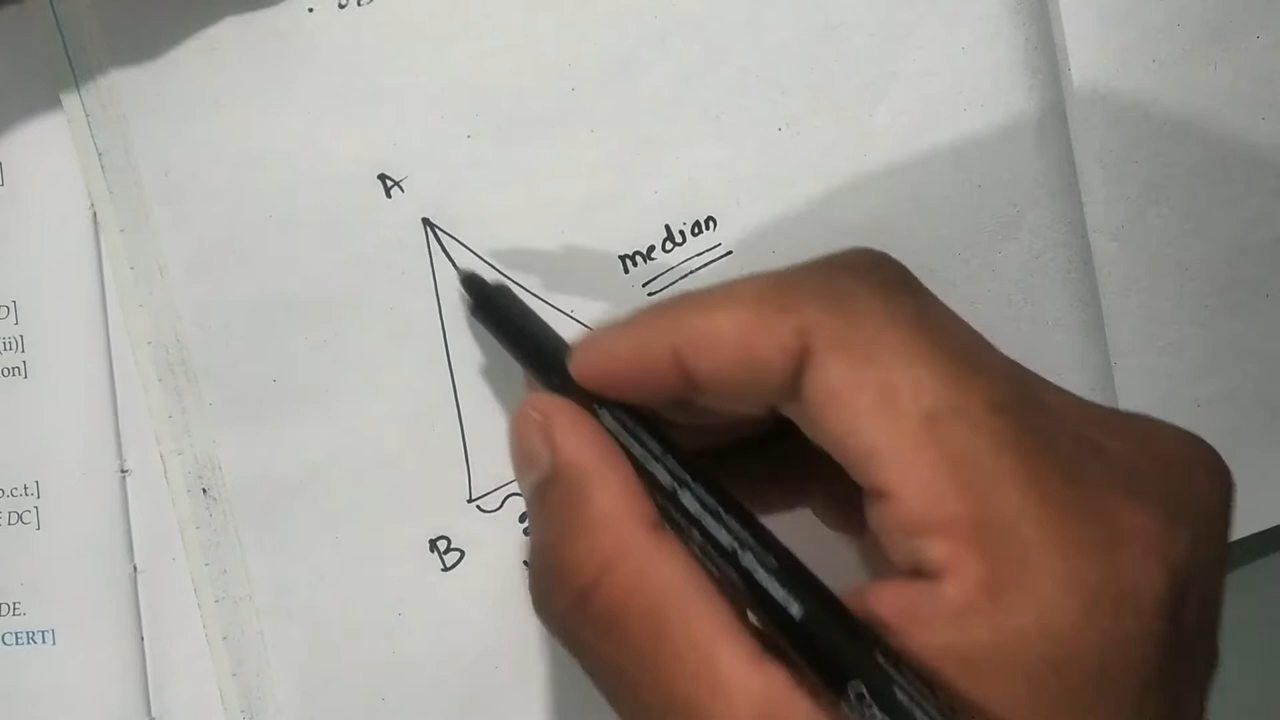 A
median
B
D]
ii)]
on]
.c.t.]
DC]
DE.
CERT]